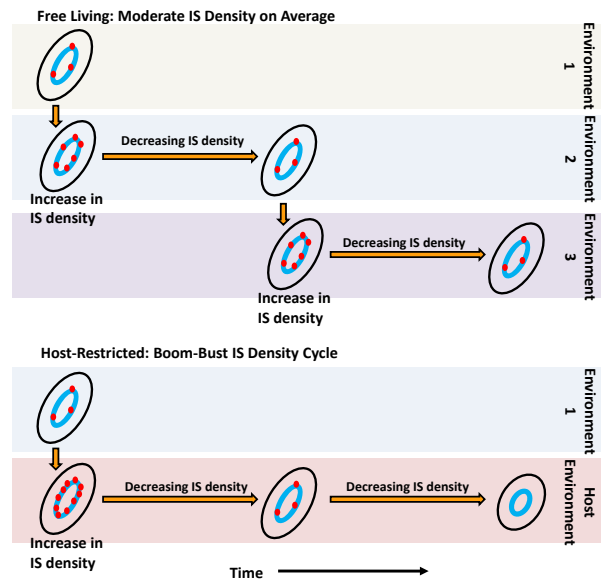 Free Living: Moderate IS Density on Average
Environment
1
Decreasing IS density
Environment
2
Increase in
IS density
Decreasing IS density
Environment
3
Increase in
IS density
Host-Restricted: Boom-Bust IS Density Cycle
Environment
1
Decreasing IS density
Decreasing IS density
Host
Environment
Increase in
IS density
Time